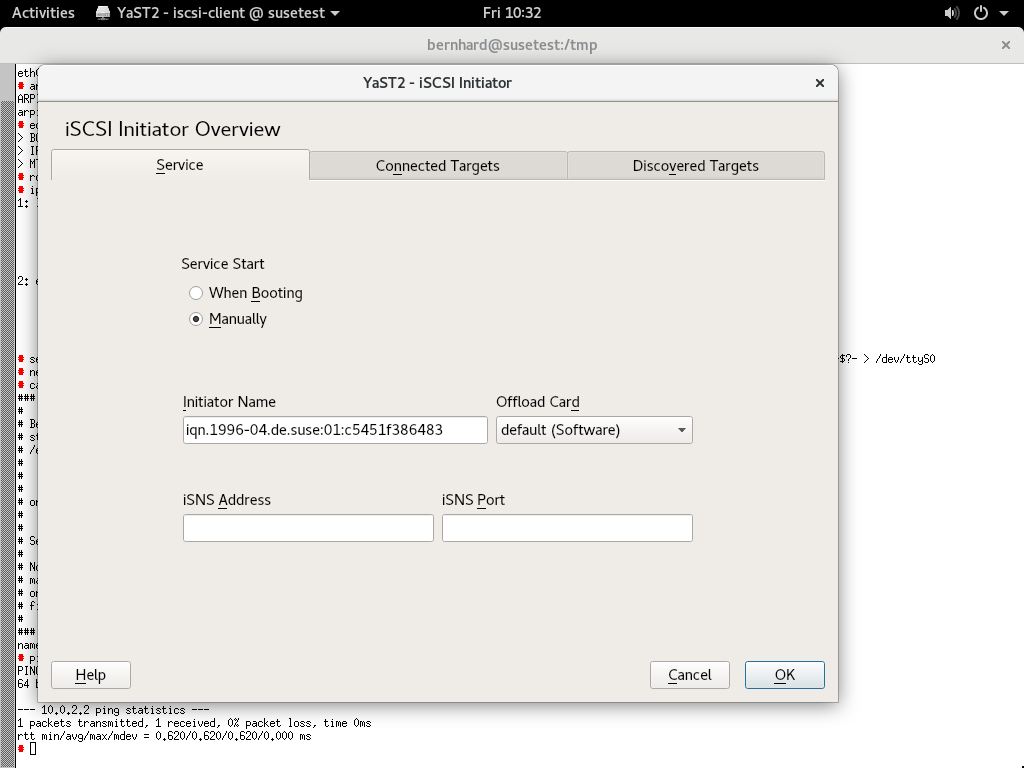 Activities
YaST2 - iscsi-client @ susetest
Fri 10:32
bernhard@susetest:/tmp
YaST2 - iSCSI Initiator
iSCSI Initiator Overview
Service
Connected Targets
Discovered Targets
Service Start
When Booting
Manually
Initiator Name
Offload Card
iqn.1996-04.de.suse:01:c5451f386483
default (Software)
iSNS Address
iSNS Port
Help
Cancel
OK
ARP
1:
2:
$?- > /dev/ttyS0
###
#
#
#
#
#
#
#
#
###
64
--- 10.0.2.2 ping statistics ---
1 packets transmitted, 1 received, 0% packet loss, time 0ms
rtt min/avg/max/mdev = 0.620/0.620/0.620/0.000 ms
#